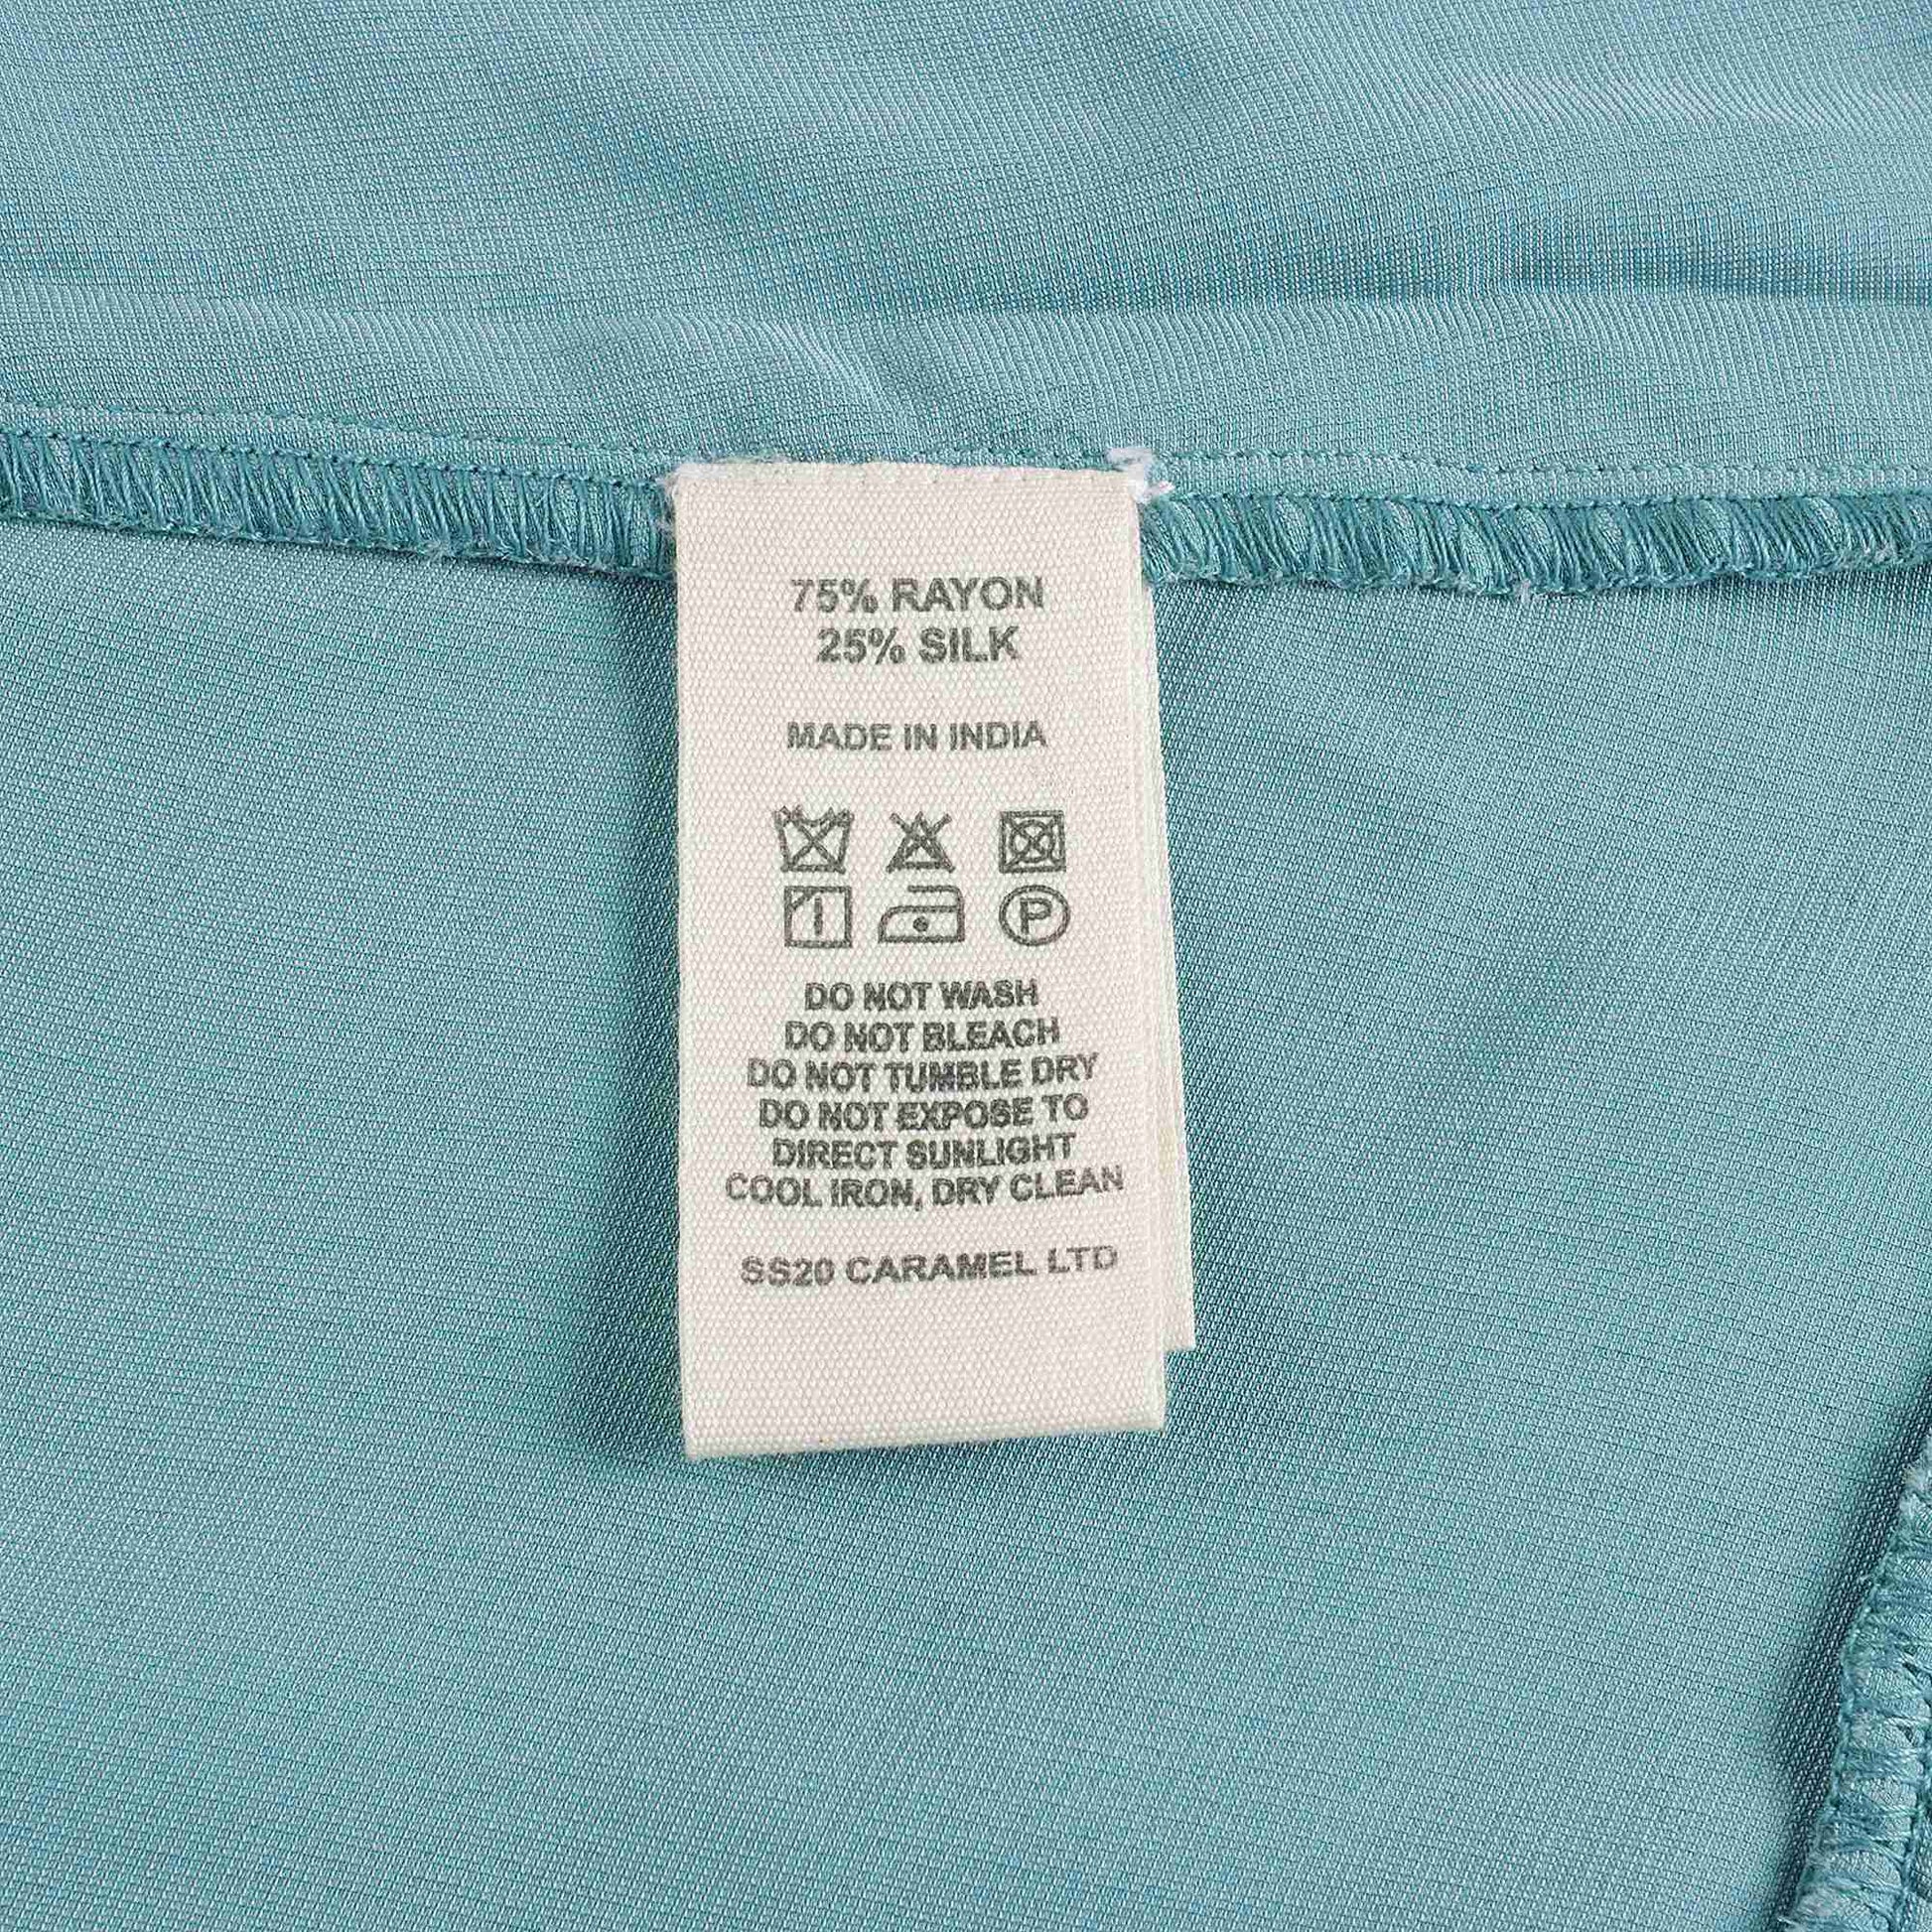 75% RAYON
25% SILK
MADE IN INDIA
P
DO NOT WASH
DO NOT BLEACH
DO NOT TUMBLE DRY
DO NOT EXPOSE TO
DIRECT SUNLIGHT
COOL IRON, DRY CLEAN
SS20 CARAMEL LTD